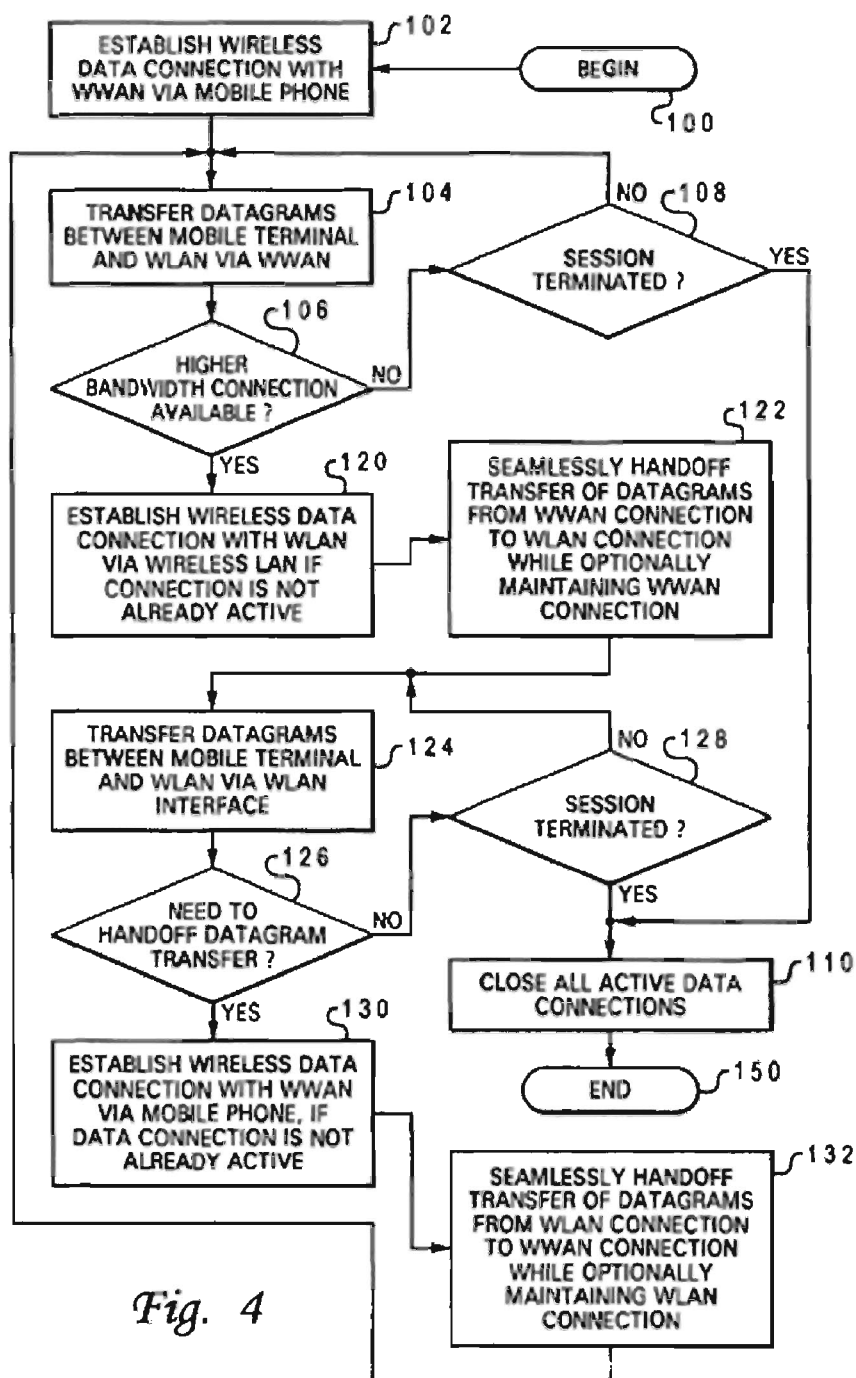 102
ESTABLISH WIRELESS
DATA CONNECTION WITH
WWAN VIA MOBILE PHONE
BEGIN
100
104
TRANSFER DATAGRAMS
BETWEEN MOBILE TERMINAL
AND WLAN VIA WWAN
NO
108
SESSION
TERMINATED ?
YES
106
HIGHER
BANDWIDTH CONNECTION
AVAILABLE ?
NO
YES
120
ESTABLISH WIRELESS DATA
CONNECTION WITH WLAN
VIA WIRELESS LAN IF
CONNECTION IS NOT
ALREADY ACTIVE
122
SEAMLESSLY HANDOFF
TRANSFER OF DATAGRAMS
FROM WWAN CONNECTION
TO WLAN CONNECTION
WHILE OPTIONALLY
MAINTAINING WWAN
CONNECTION
TRANSFER DATAGRAMS
BETWEEN MOBILE TERMINAL
AND WLAN VIA WLAN
INTERFACE
124
NO
128
SESSION
TERMINATED ?
YES
126
NEED TO
HANDOFF DATAGRAM
TRANSFER ?
NO
YES
110
CLOSE ALL ACTIVE DATA
CONNECTIONS
130
ESTABLISH WIRELESS DATA
CONNECTION WITH WWAN
VIA MOBILE PHONE, IF
DATA CONNECTION IS NOT
ALREADY ACTIVE
END
150
132
SEAMLESSLY HANDOFF
TRANSFER OF DATAGRAMS
FROM WLAN CONNECTION
TO WWAN CONNECTION
WHILE OPTIONALLY
MAINTAINING WLAN
CONNECTION
Fig. 4